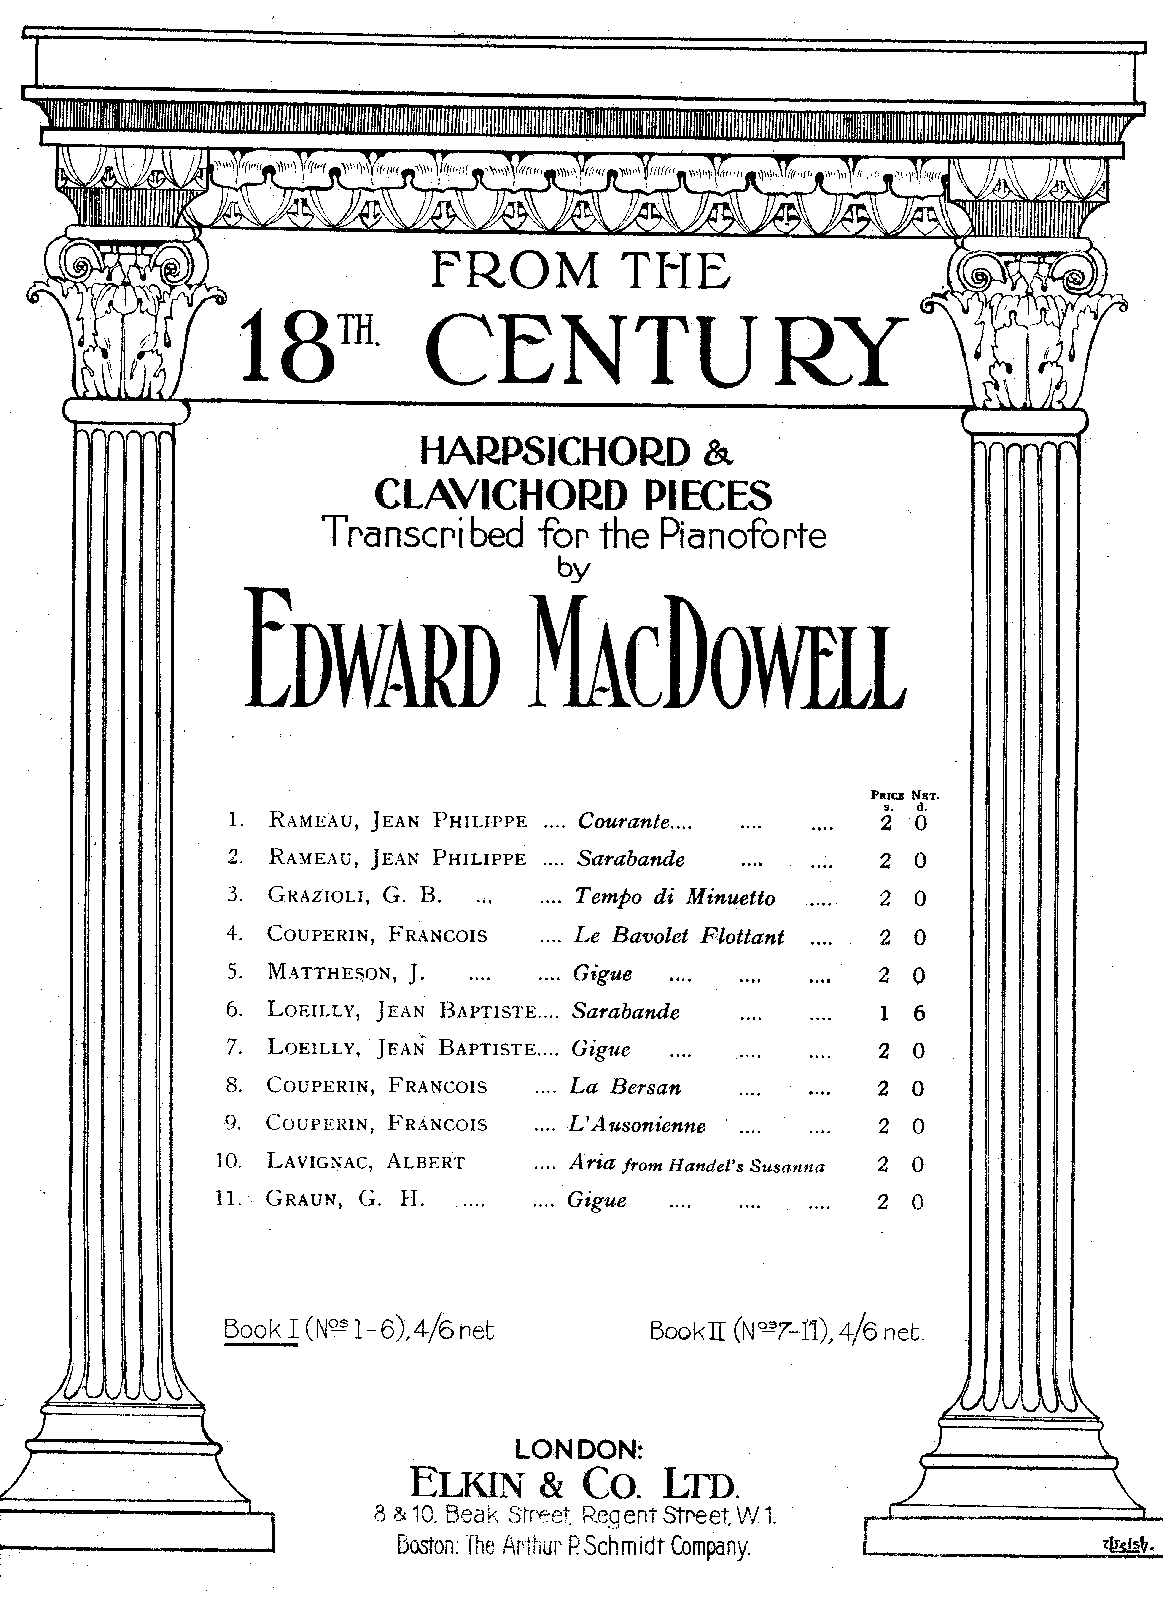 FROM THE
18TH. CENTURY
HARPSICHORD &
CLAVICHORD PIECES
Transcribed for the Pianoforte
by
EDWARD MACDOWELL
PRICE NET.
s. d.
1. RAMEAU, JEAN PHILIPPE .... Courante.... .... .... 2 0
2. RAMEAU, JEAN PHILIPPE .... Sarabande .... .... 2 0
3. GRAZIOLI, G. B. ... .... Tempo di Minuetto .... 2 0
4. COUPERIN, FRANCOIS .... Le Bavolet Flottant .... 2 0
5. MATTHESON, J. .... .... Gigue .... .... .... 2 0
6. LOEILLY, JEAN BAPTISTE.... Sarabande .... .... 1 6
7. LOEILLY, JEAN BAPTISTE.... Gigue .... .... .... 2 0
8. COUPERIN, FRANCOIS .... La Bersan .... .... 2 0
9. COUPERIN, FRANCOIS .... L'Ausonienne .... .... 2 0
10. LAVIGNAC, ALBERT .... Aria from Handel's Susanna 2 0
11. GRAUN, G. H. .... .... Gigue .... .... .... 2 0
Book I (Nos 1-6), 4/6 net Book II (Nos 7-11), 4/6 net.
LONDON:
ELKIN & CO. LTD.
8 & 10, Beak Street, Regent Street, W.1.
Boston: The Arthur P. Schmidt Company.